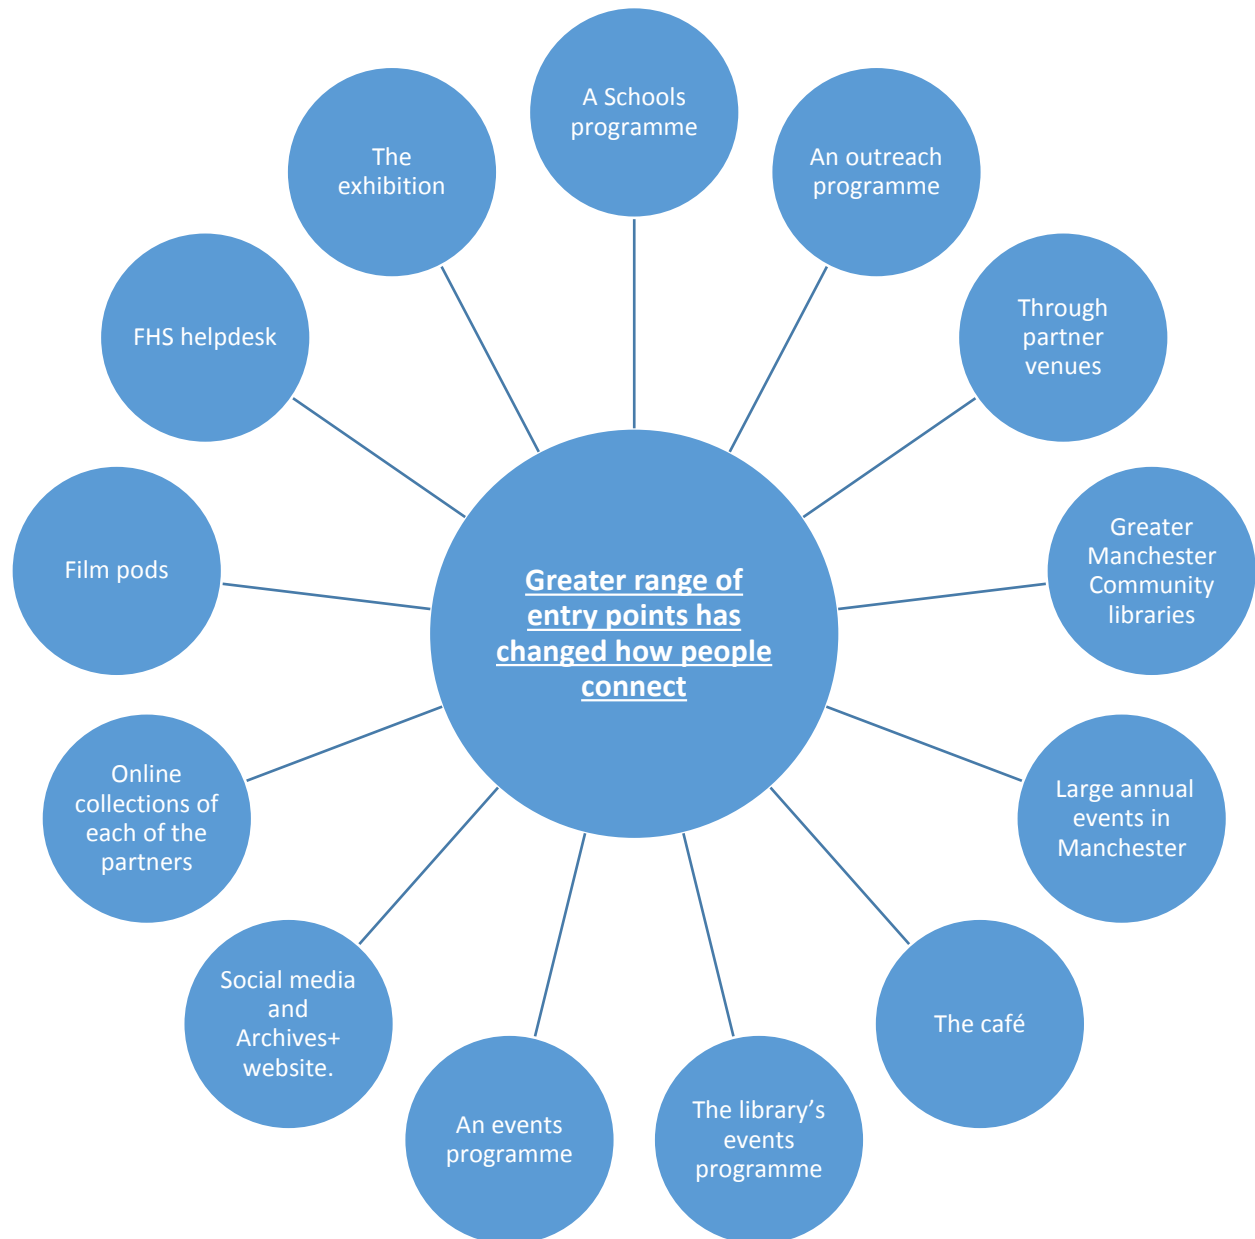 A Schools
programme
An outreach
programme
Through
partner
venues
Greater
Manchester
Community
libraries
Large annual
events in
Manchester
The café
The library’s
events
programme
An events
programme
Social media
and
Archives+
website.
Online
collections of
each of the
partners
Film pods
FHS helpdesk
The
exhibition
Greater range of
entry points has
changed how people
connect